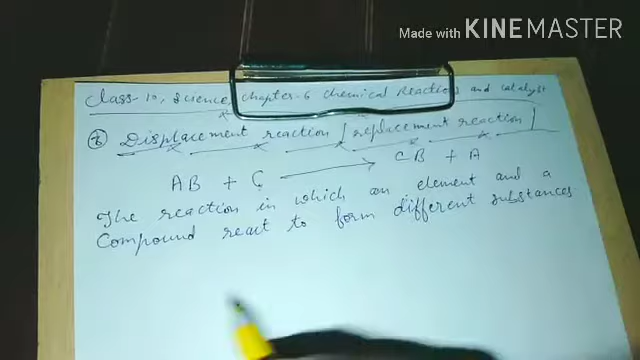 Made with KINEMASTER
Class-10, Science, Chapter-6 Chemical Reactions and catalyst
Displacement reaction / replacement reaction /
AB + C → CB + A
The reaction in which an element and a
Compound react to form different substances